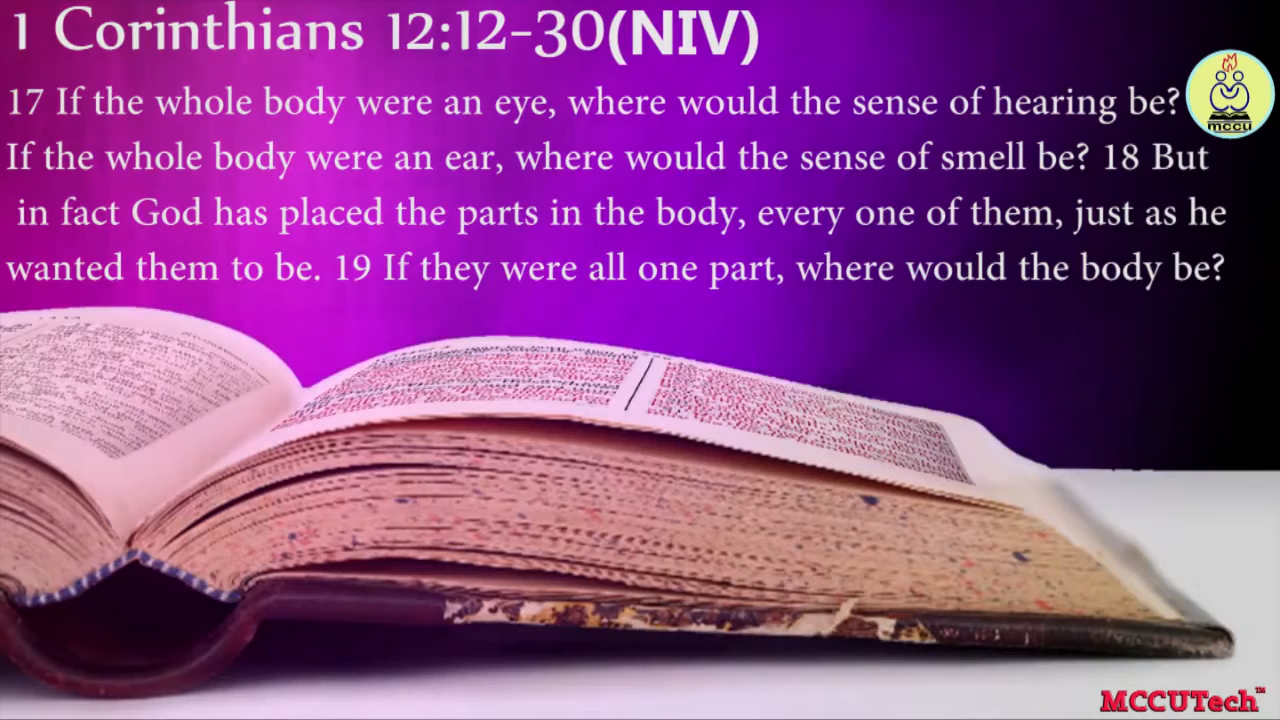 1 Corinthians 12:12-30(NIV)
17 If the whole body were an eye, where would the sense of hearing be?
If the whole body were an ear, where would the sense of smell be? 18 But
in fact God has placed the parts in the body, every one of them, just as he
wanted them to be. 19 If they were all one part, where would the body be?
mccu
MCCUTech™